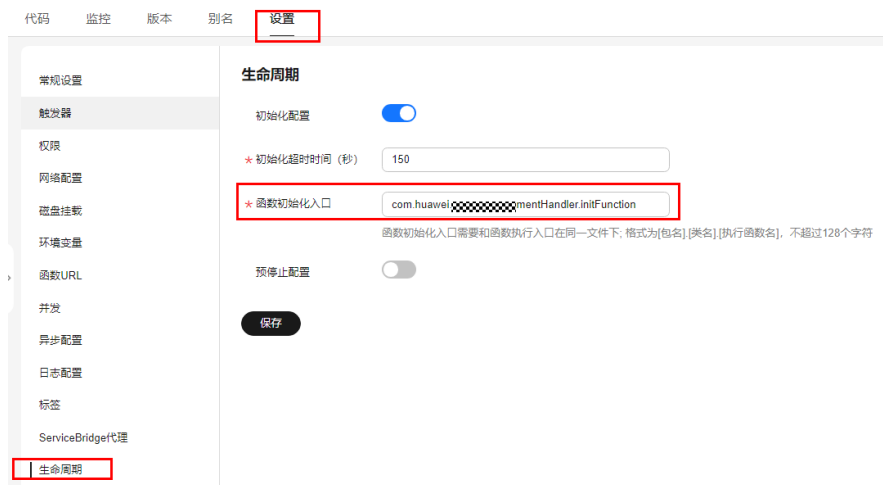 代码 监控 版本 别名 设置
常规设置
触发器
权限
网络配置
磁盘挂载
环境变量
函数URL
并发
异步配置
日志配置
标签
ServiceBridge代理
生命周期
生命周期
初始化配置
* 初始化超时时间（秒） 150
* 函数初始化入口 com.huawei. mentHandler.initFunction
函数初始化入口需要和函数执行入口在同一文件下; 格式为[包名].[类名].[执行函数名]，不超过128个字符
预停止配置
保存